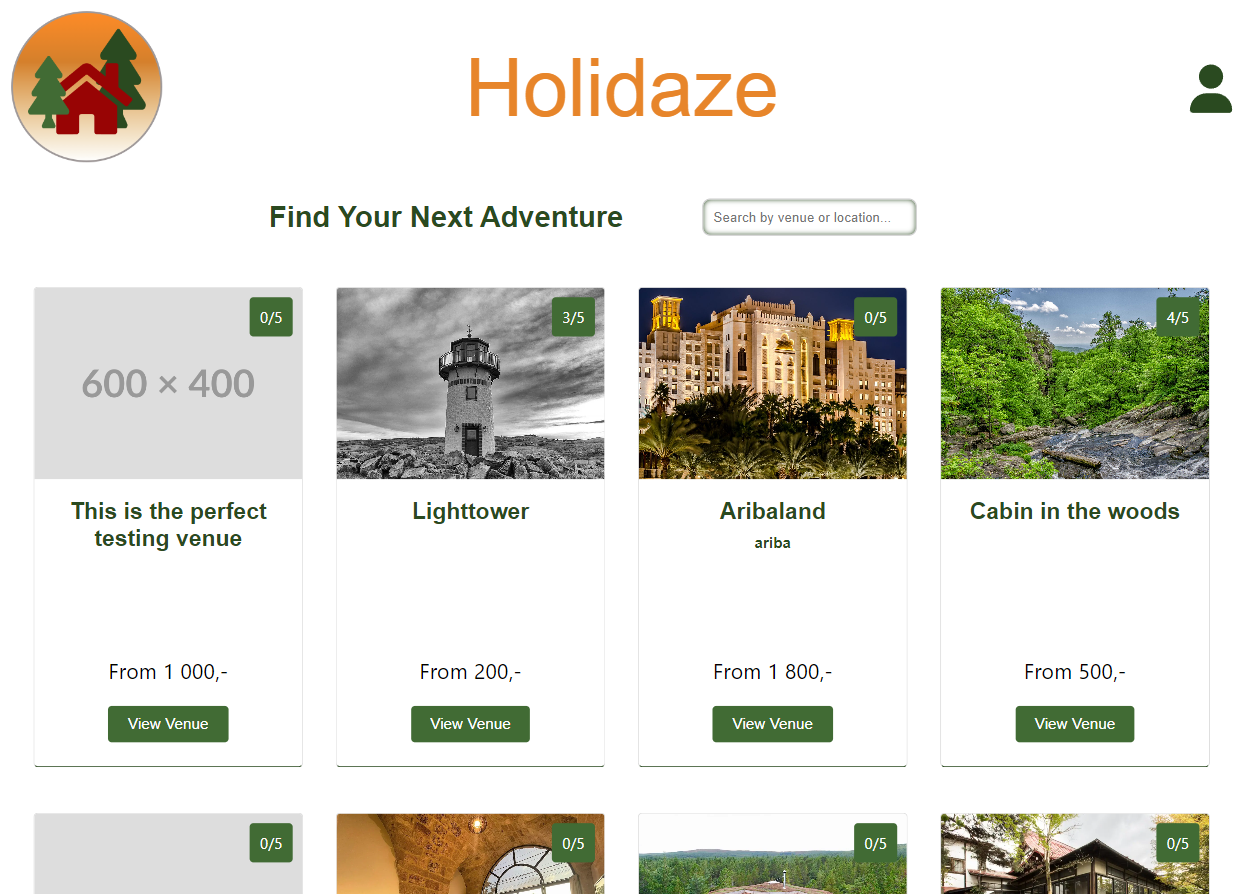 Holidaze
Find Your Next Adventure
Search by venue or location...
0/5
3/5
0/5
4/5
600 × 400
This is the perfect
testing venue
Lighttower
Aribaland
Cabin in the woods
ariba
From 1 000,-
From 200,-
From 1 800,-
From 500,-
View Venue
View Venue
View Venue
View Venue
0/5
0/5
0/5
0/5